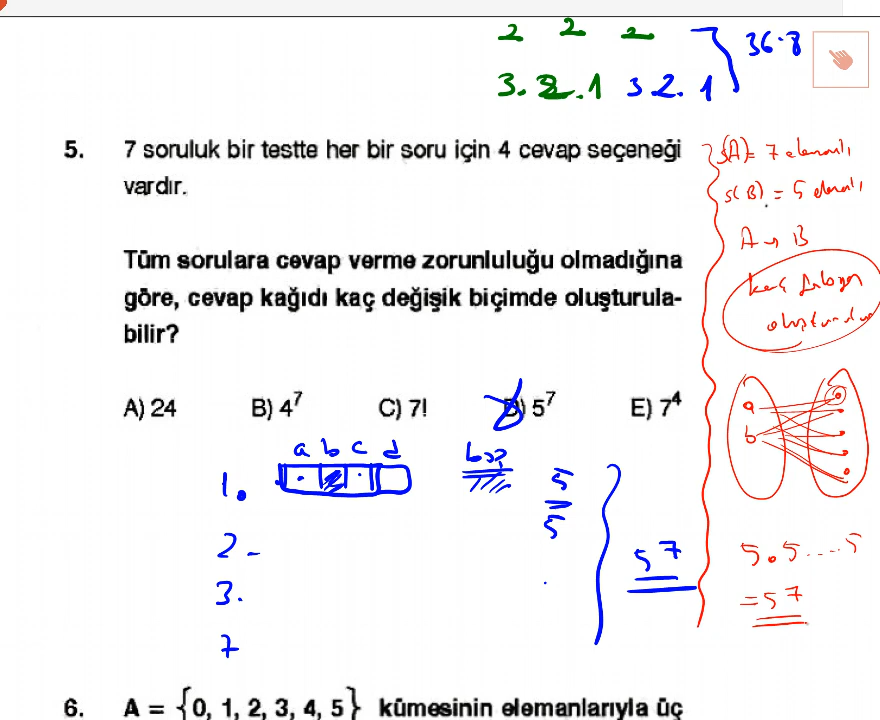 2 2 2
36.8
3.2.1 3 2.1
5. 7 soruluk bir testte her bir soru için 4 cevap seçeneği
vardır.
Tüm sorulara cevap verme zorunluluğu olmadığına
göre, cevap kağıdı kaç değişik biçimde oluşturula-
bilir?
A) 24 B) 4⁷ C) 7! D) 5⁷ E) 7⁴
s(A) = 7 elemanlı
s(B) = 5 elemanlı
A → B
kaç
a
b
a b c d
boş
1.
2-
3.
7
5
5
5⁷
5.5....5
=5⁷
6. A = {0, 1, 2, 3, 4, 5} kümesinin elemanlarıyla üç